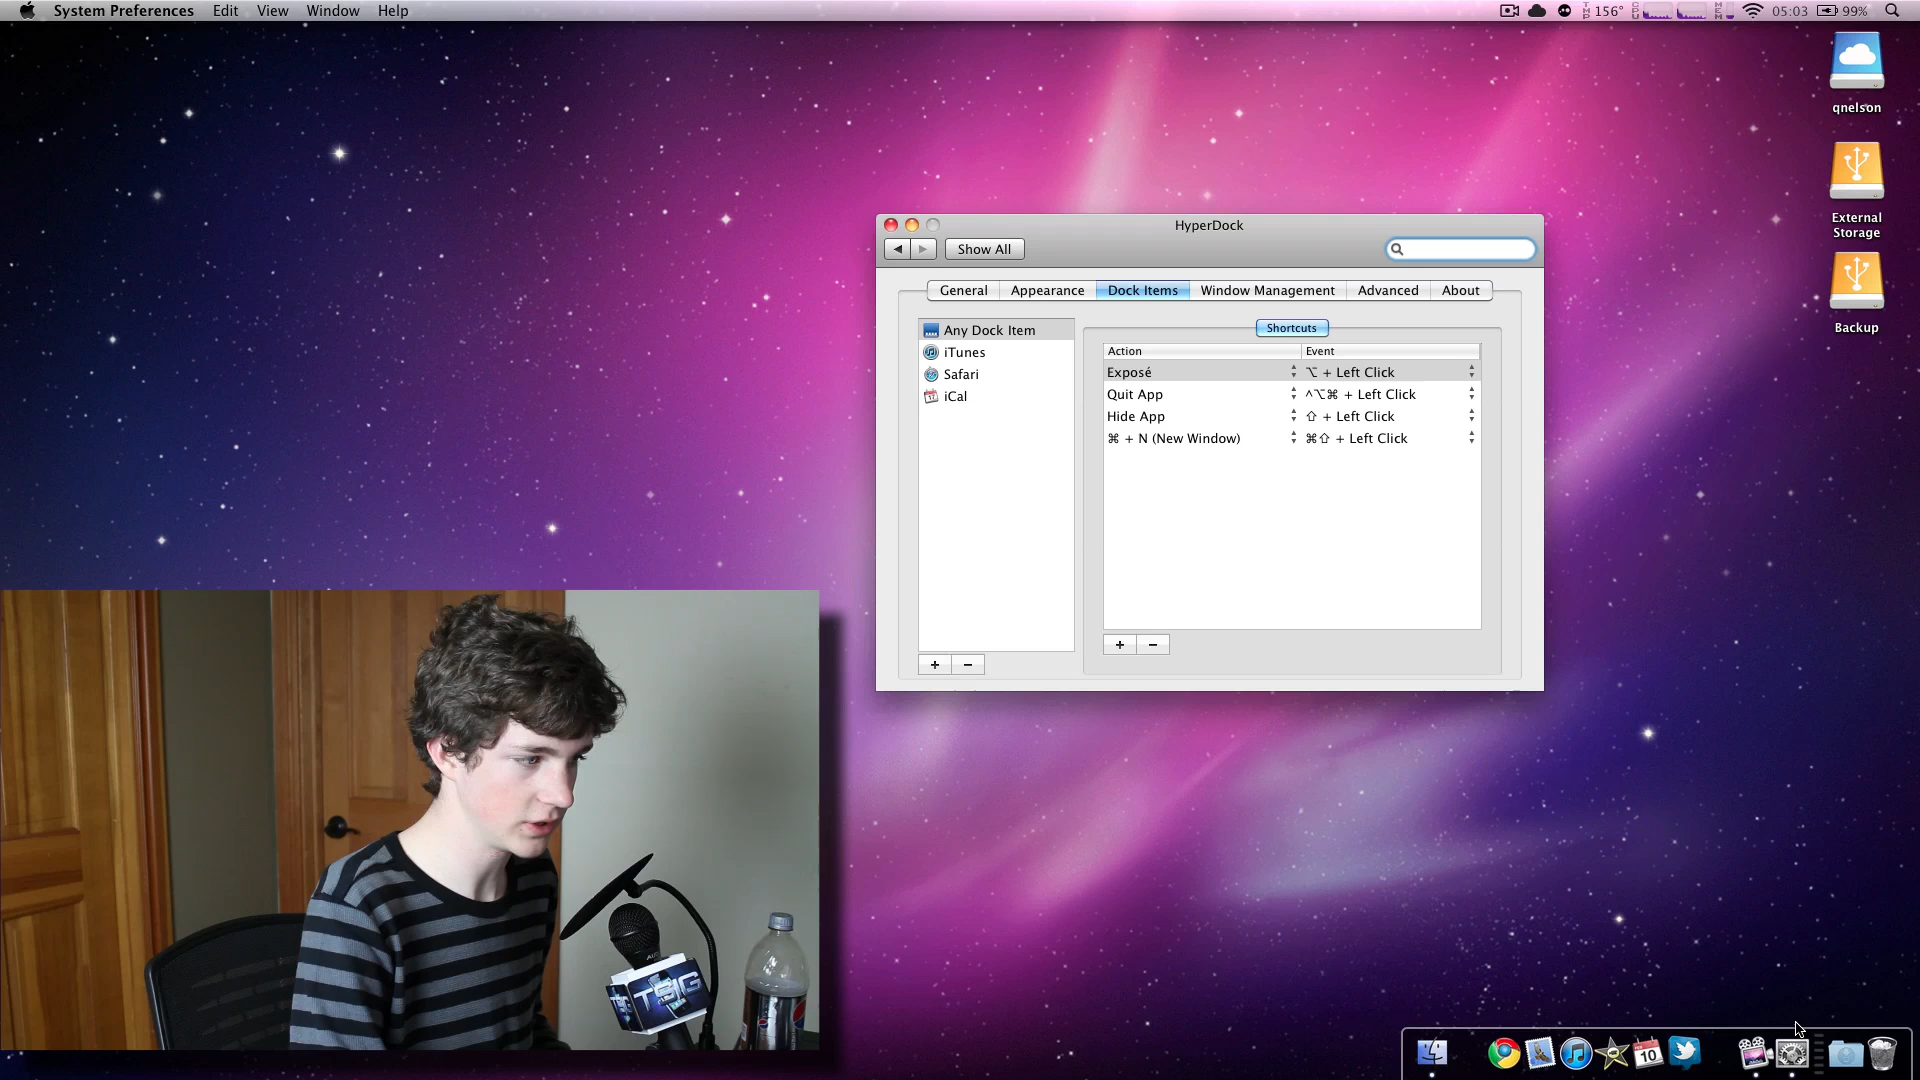 System Preferences Edit View Window Help
156° 05:03 99%
qnelson
External
Storage
Backup
HyperDock
Show All
General Appearance Dock Items Window Management Advanced About
Any Dock Item
iTunes
Safari
iCal
Shortcuts
Action Event
Exposé ⌥ + Left Click
Quit App ^⌥⌘ + Left Click
Hide App ⇧ + Left Click
⌘ + N (New Window) ⌘⇧ + Left Click
+ −
+ −
TSIG
10